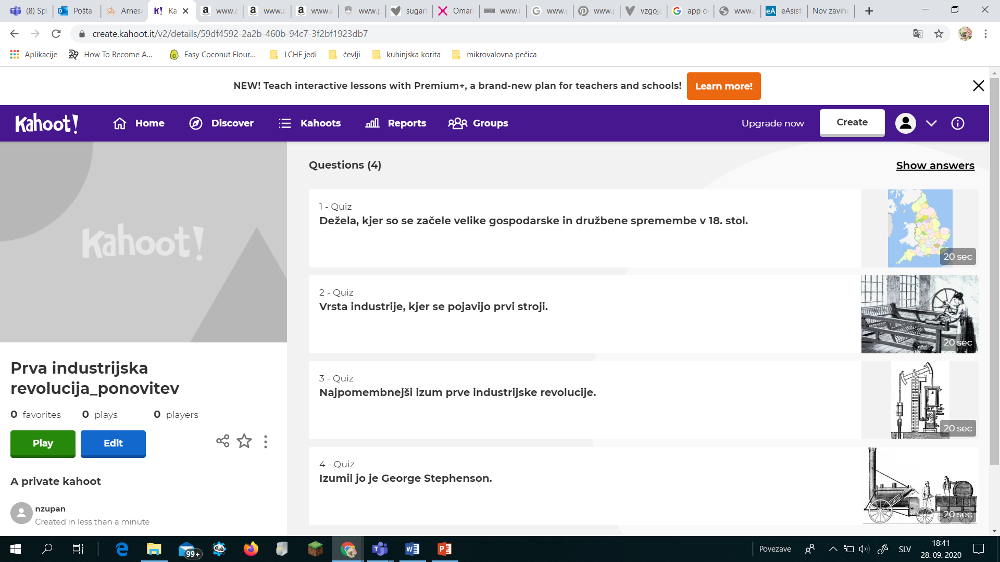 (8) Spl
Pošta
ArnesA
Ka
www.a
www.a
www.a
www.p
sugarf
Omara
www.i
www.g
www.p
vzgoja
app o
www.g
eAsist
Nov zavihe
create.kahoot.it/v2/details/59df4592-2a2b-460b-94c7-3f2bf1923db7
Aplikacije
How To Become A...
Easy Coconut Flour...
LCHF jedi
čevlji
kuhinjska korita
mikrovalovna pečica
NEW! Teach interactive lessons with Premium+, a brand-new plan for teachers and schools!
Learn more!
Kahoot!
Home
Discover
Kahoots
Reports
Groups
Upgrade now
Create
Kahoot!
Prva industrijska
revolucija_ponovitev
0 favorites
0 plays
0 players
Play
Edit
A private kahoot
nzupan
Created in less than a minute
Questions (4)
Show answers
1 - Quiz
Dežela, kjer so se začele velike gospodarske in družbene spremembe v 18. stol.
20 sec
2 - Quiz
Vrsta industrije, kjer se pojavijo prvi stroji.
20 sec
3 - Quiz
Najpomembnejši izum prve industrijske revolucije.
20 sec
4 - Quiz
Izumil jo je George Stephenson.
20 sec
99+
Povezave
SLV
18:41
28. 09. 2020